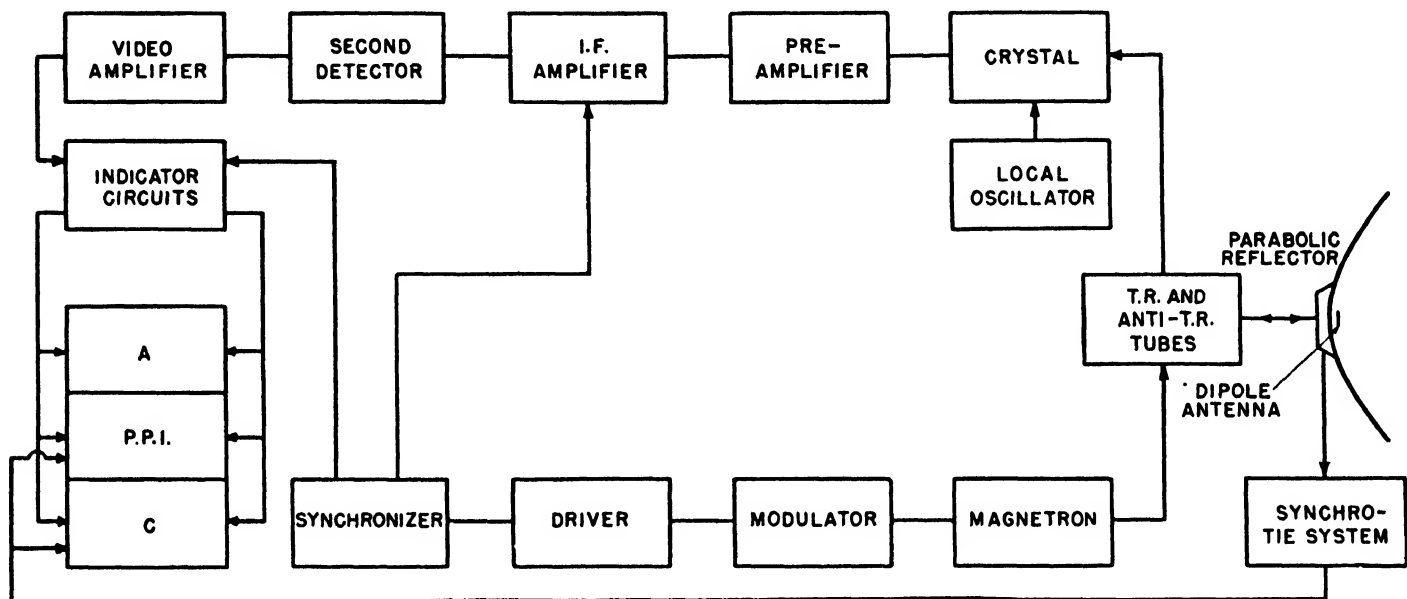 VIDEO
AMPLIFIER
SECOND
DETECTOR
I.F.
AMPLIFIER
PRE-
AMPLIFIER
CRYSTAL
INDICATOR
CIRCUITS
LOCAL
OSCILLATOR
PARABOLIC
REFLECTOR
T.R. AND
ANTI-T.R.
TUBES
DIPOLE
ANTENNA
A
P.P.I.
C
SYNCHRONIZER
DRIVER
MODULATOR
MAGNETRON
SYNCHRO-
TIE SYSTEM